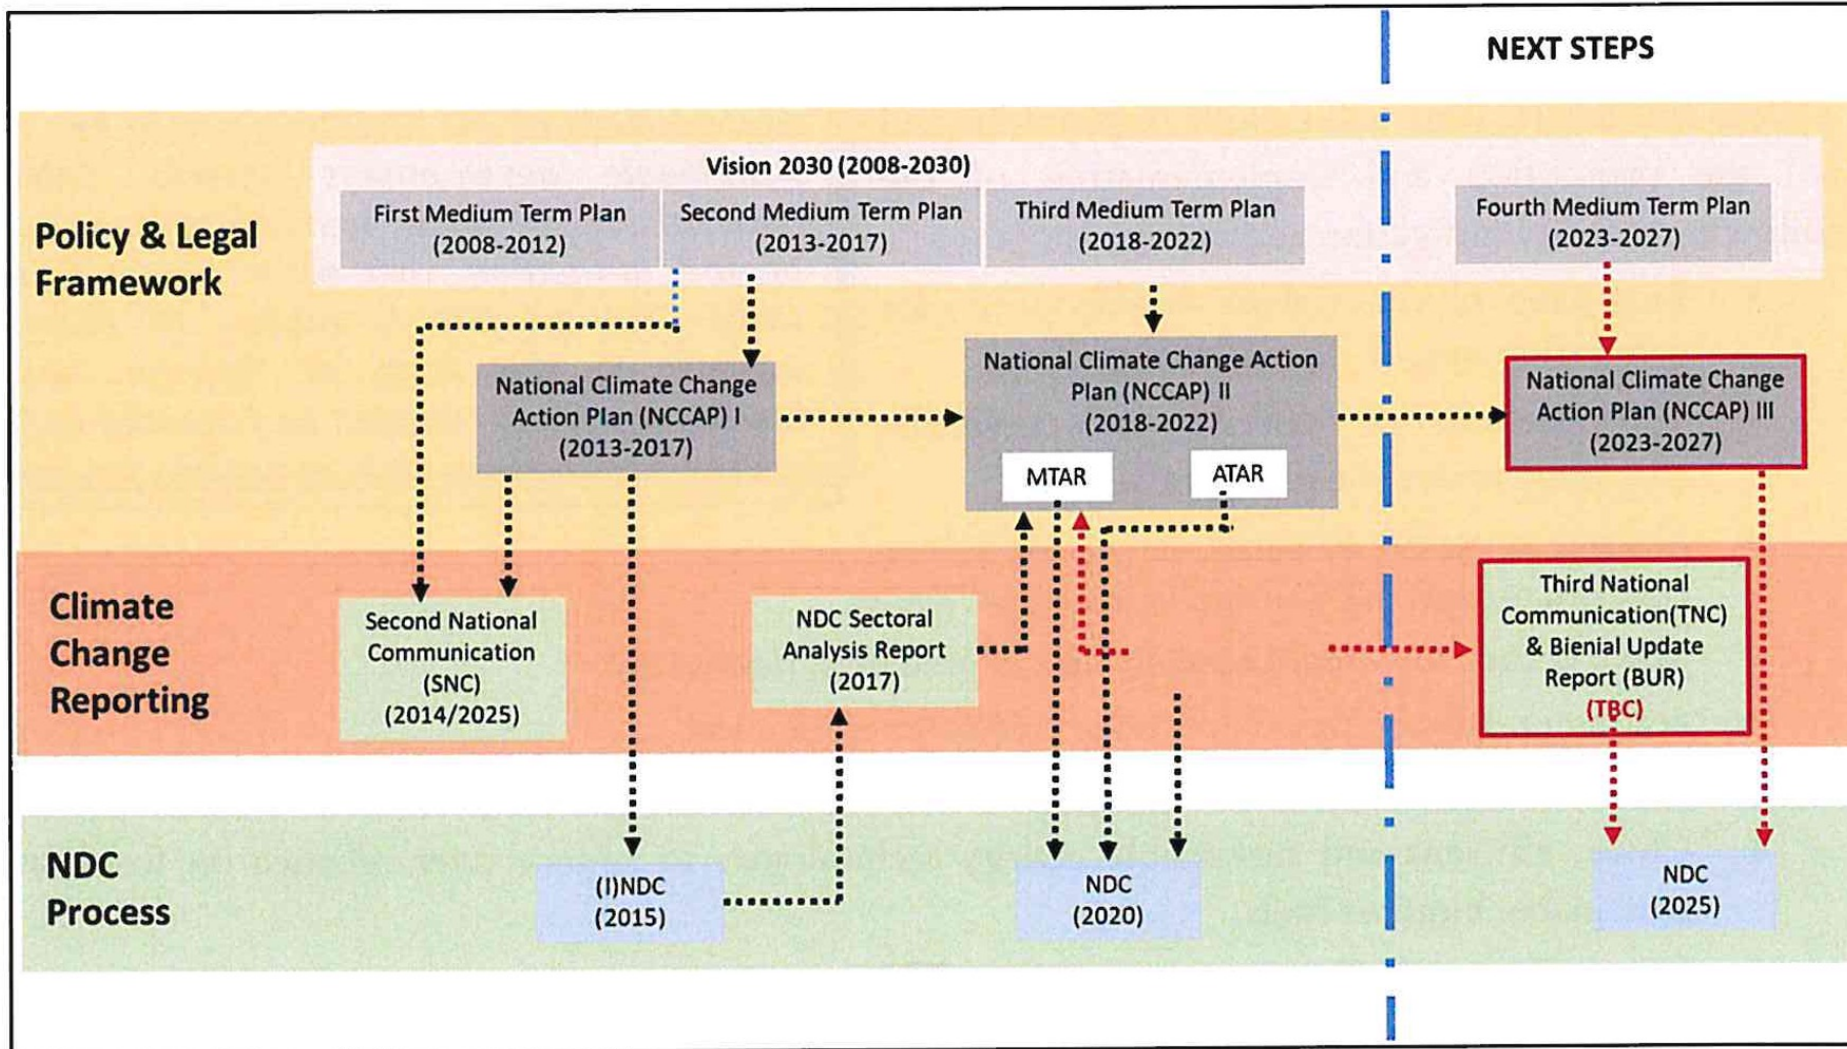 NEXT STEPS
Policy & Legal
Framework
Vision 2030 (2008-2030)
First Medium Term Plan
(2008-2012)
Second Medium Term Plan
(2013-2017)
Third Medium Term Plan
(2018-2022)
Fourth Medium Term Plan
(2023-2027)
National Climate Change
Action Plan (NCCAP) I
(2013-2017)
National Climate Change Action
Plan (NCCAP) II
(2018-2022)
MTAR
ATAR
National Climate Change
Action Plan (NCCAP) III
(2023-2027)
Climate
Change
Reporting
Second National
Communication
(SNC)
(2014/2025)
NDC Sectoral
Analysis Report
(2017)
Third National
Communication(TNC)
& Bienial Update
Report (BUR)
(TBC)
NDC
Process
(I)NDC
(2015)
NDC
(2020)
NDC
(2025)